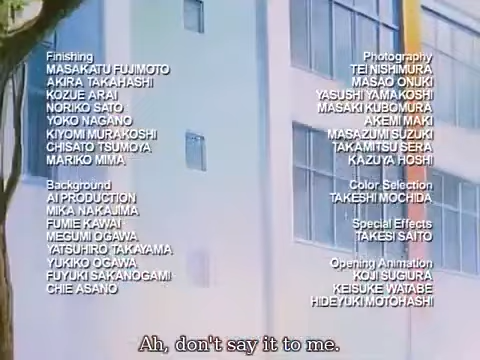 Finishing
MASAKATU FUJIMOTO
AKIRA TAKAHASHI
KOZUE ARAI
NORIKO SATO
YOKO NAGANO
KIYOMI MURAKOSHI
CHISATO TSUMOYA
MARIKO MIMA
Background
AI PRODUCTION
MIKA NAKAJIMA
FUMIE KAWAI
MEGUMI OGAWA
YATSUHIRO TAKAYAMA
YUKIKO OGAWA
FUYUKI SAKANOGAMI
CHIE ASANO
Photography
TEI NISHIMURA
MASAO ONUKI
YASUSHI YAMAKOSHI
MASAKI KUBOMURA
AKEMI MAKI
MASAZUMI SUZUKI
TAKAMITSU SERA
KAZUYA HOSHI
Color Selection
TAKESHI MOCHIDA
Special Effects
TAKESI SAITO
Opening Animation
KOJI SUGIURA
KEISUKE WATABE
HIDEYUKI MOTOHASHI
Ah, don't say it to me.